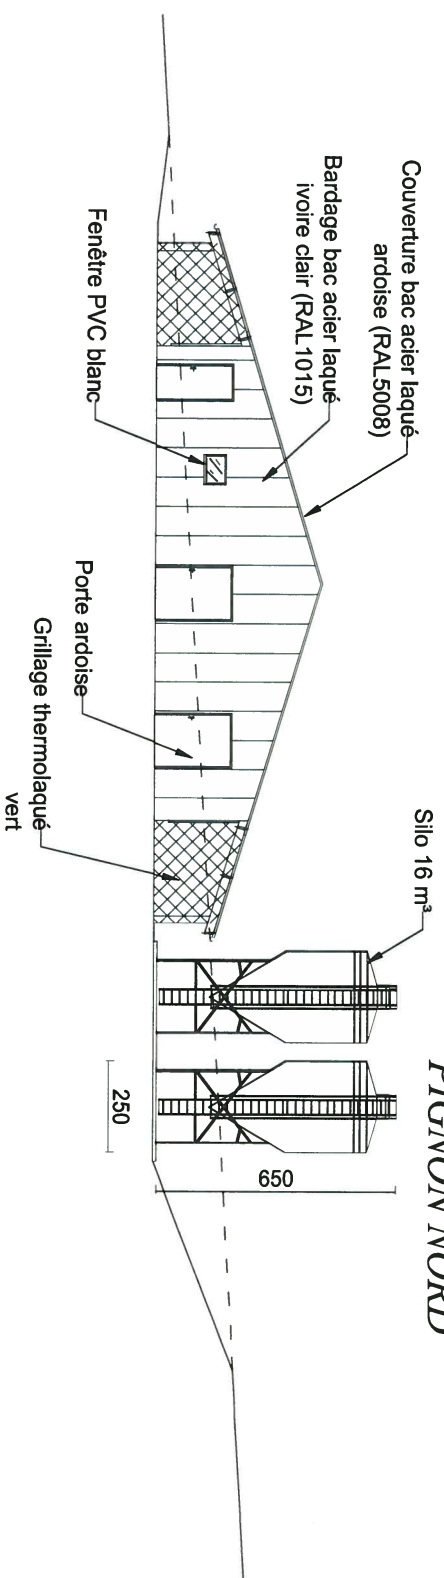 PIGNON NORD
Couverture bac acier laqué
ardoise (RAL5008)
Bardage bac acier laqué
ivoire clair (RAL1015)
Fenêtre PVC blanc
Porte ardoise
Grillage thermolaqué
vert
Silo 16 m³
250
650